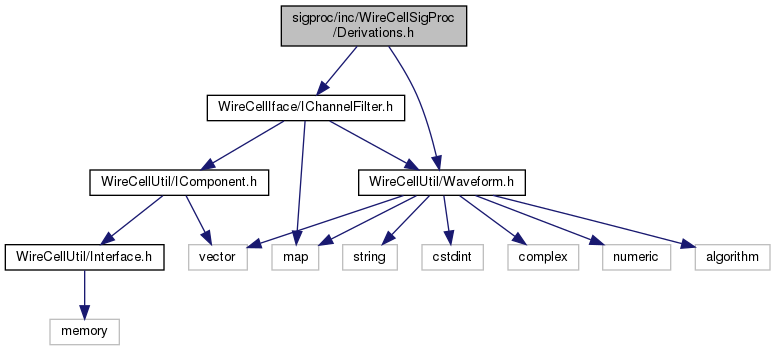 sigproc/inc/WireCellSigProc
/Derivations.h
WireCellIface/IChannelFilter.h
WireCellUtil/IComponent.h
WireCellUtil/Waveform.h
WireCellUtil/Interface.h
vector
map
string
cstdint
complex
numeric
algorithm
memory